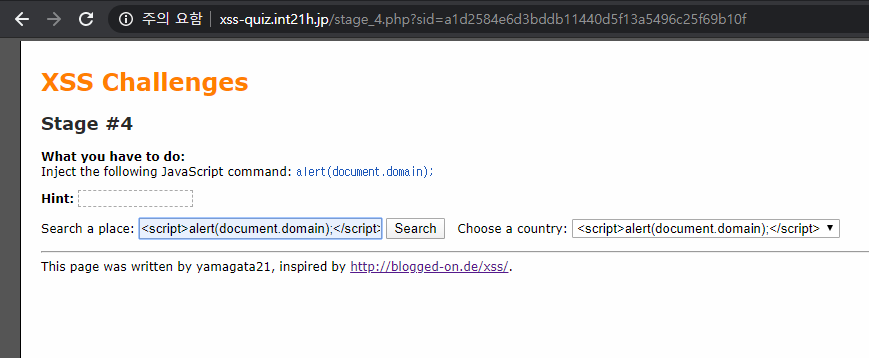 주의 요함 | xss-quiz.int21h.jp/stage_4.php?sid=a1d2584e6d3bddb11440d5f13a5496c25f69b10f
XSS Challenges
Stage #4
What you have to do:
Inject the following JavaScript command: alert(document.domain);
Hint:
Search a place: <script>alert(document.domain);</script> Search Choose a country: <script>alert(document.domain);</script>
This page was written by yamagata21, inspired by http://blogged-on.de/xss/.